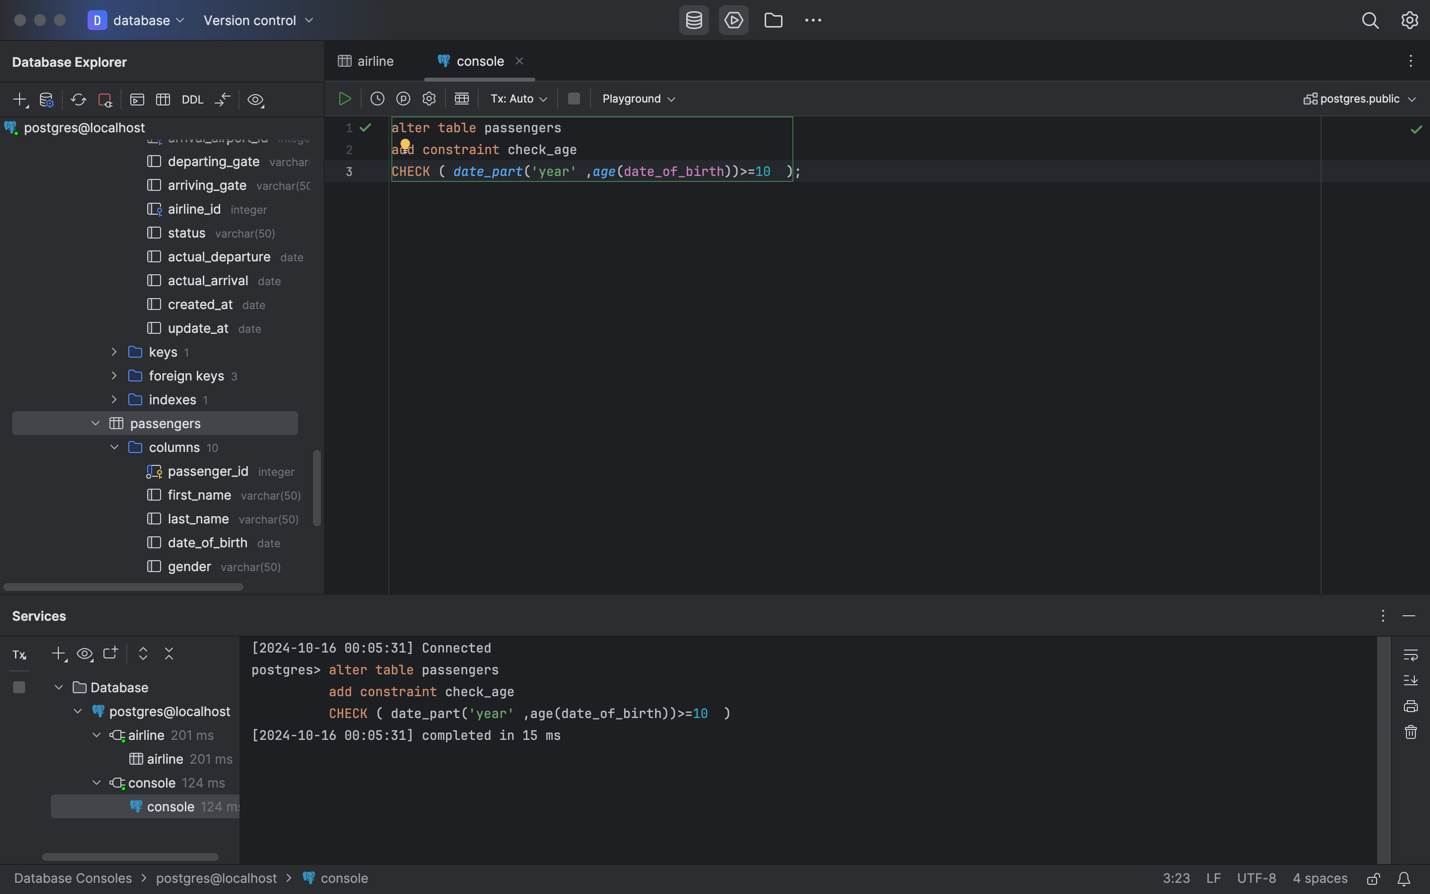 D database Version control
Database Explorer
airline
console
DDL
Tx: Auto
Playground
postgres.public
postgres@localhost
departing_gate varchar
arriving_gate varchar(50
airline_id integer
status varchar(50)
actual_departure date
actual_arrival date
created_at date
update_at date
keys 1
foreign keys 3
indexes 1
passengers
columns 10
passenger_id integer
first_name varchar(50)
last_name varchar(50)
date_of_birth date
gender varchar(50)
1 alter table passengers
2 add constraint check_age
3 CHECK ( date_part('year' ,age(date_of_birth))>=10  );
Services
Tx
Database
postgres@localhost
airline 201 ms
airline 201 ms
console 124 ms
console 124 ms
[2024-10-16 00:05:31] Connected
postgres> alter table passengers
add constraint check_age
CHECK ( date_part('year' ,age(date_of_birth))>=10  )
[2024-10-16 00:05:31] completed in 15 ms
Database Consoles > postgres@localhost > console
3:23 LF UTF-8 4 spaces